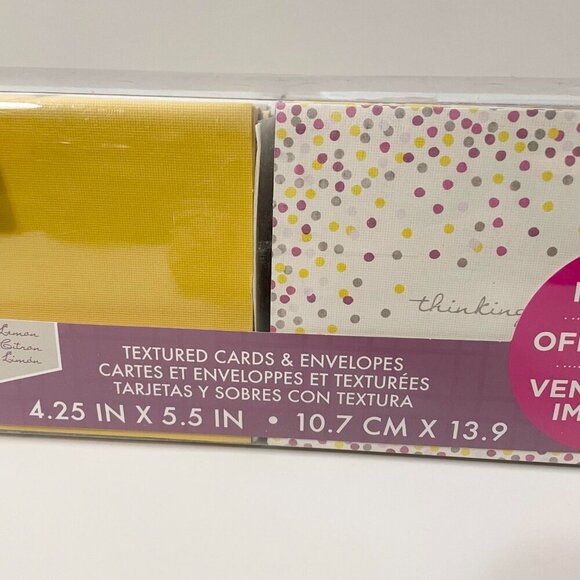 Limon
Citron
Limón
thinking
TEXTURED CARDS & ENVELOPES
CARTES ET ENVELOPPES ET TEXTURÉES
TARJETAS Y SOBRES CON TEXTURA
4.25 IN X 5.5 IN • 10.7 CM X 13.9
OF
VEN
IM